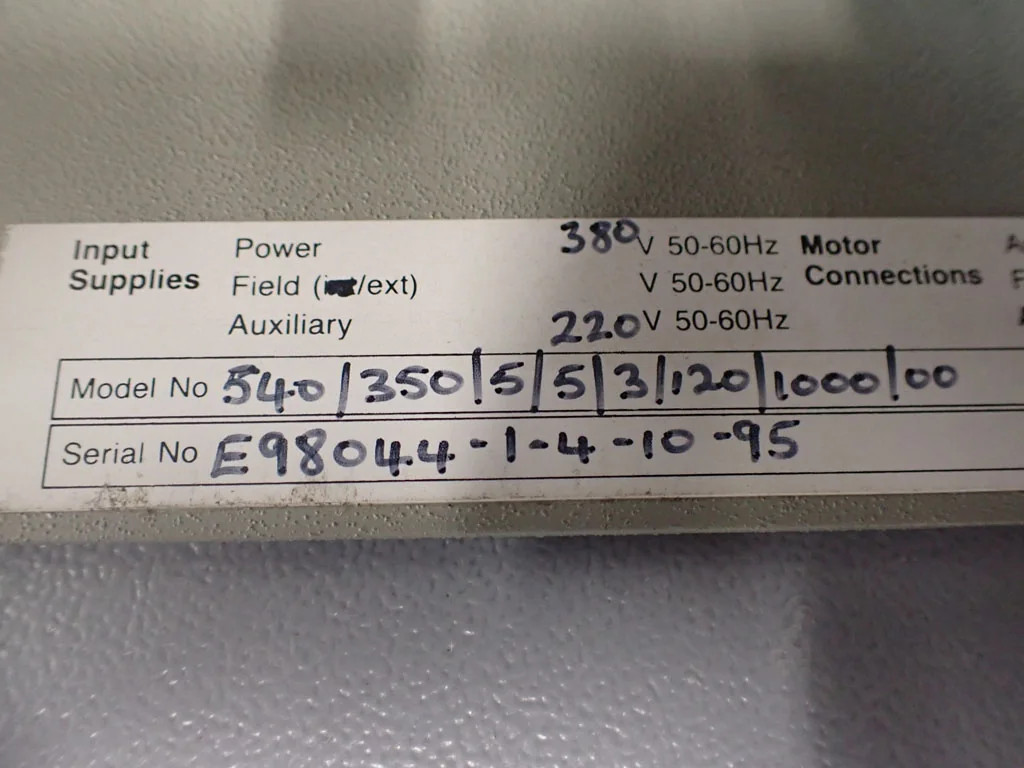 Input Supplies Power 380V 50-60Hz Motor Connections
Field (/ext) V 50-60Hz
Auxiliary 220V 50-60Hz
Model No 540/350/5/5/3/120/1000/00
Serial No E98044-1-4-10-95